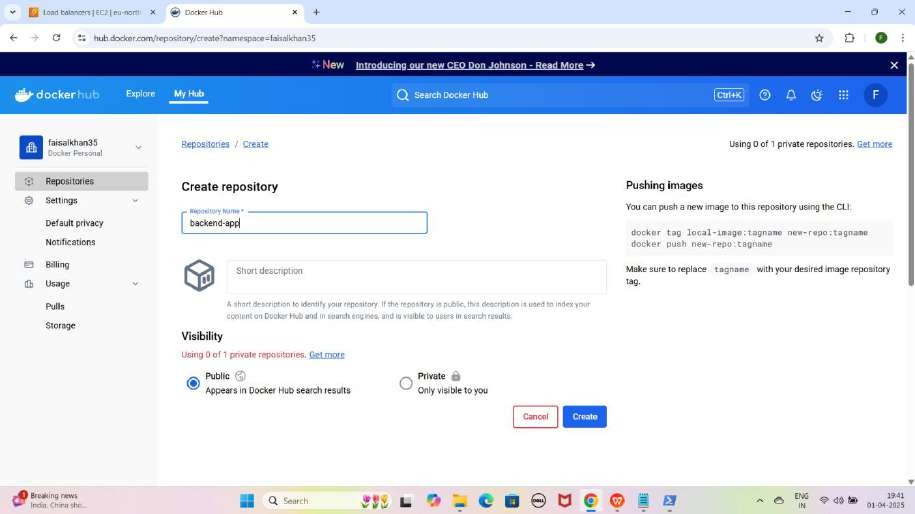 Load balancers | EC2 | eu-north
Docker Hub
hub.docker.com/repository/create?namespace=faisalkhan35
F
New Introducing our new CEO Don Johnson - Read More →
dockerhub
Explore
My Hub
Search Docker Hub
Ctrl+K
F
faisalkhan35
Docker Personal
Repositories
Settings
Default privacy
Notifications
Billing
Usage
Pulls
Storage
Repositories / Create
Using 0 of 1 private repositories. Get more
Create repository
Repository Name *
backend-app
Short description
A short description to identify your repository. If the repository is public, this description is used to index your
content on Docker Hub and in search engines, and is visible to users in search results.
Visibility
Using 0 of 1 private repositories. Get more
Public
Appears in Docker Hub search results
Private
Only visible to you
Cancel
Create
Pushing images
You can push a new image to this repository using the CLI:
docker tag local-image:tagname new-repo:tagname
docker push new-repo:tagname
Make sure to replace tagname with your desired image repository
tag.
1
Breaking news
India, China sho...
Search
DELL
ENG
IN
19:41
01-04-2025